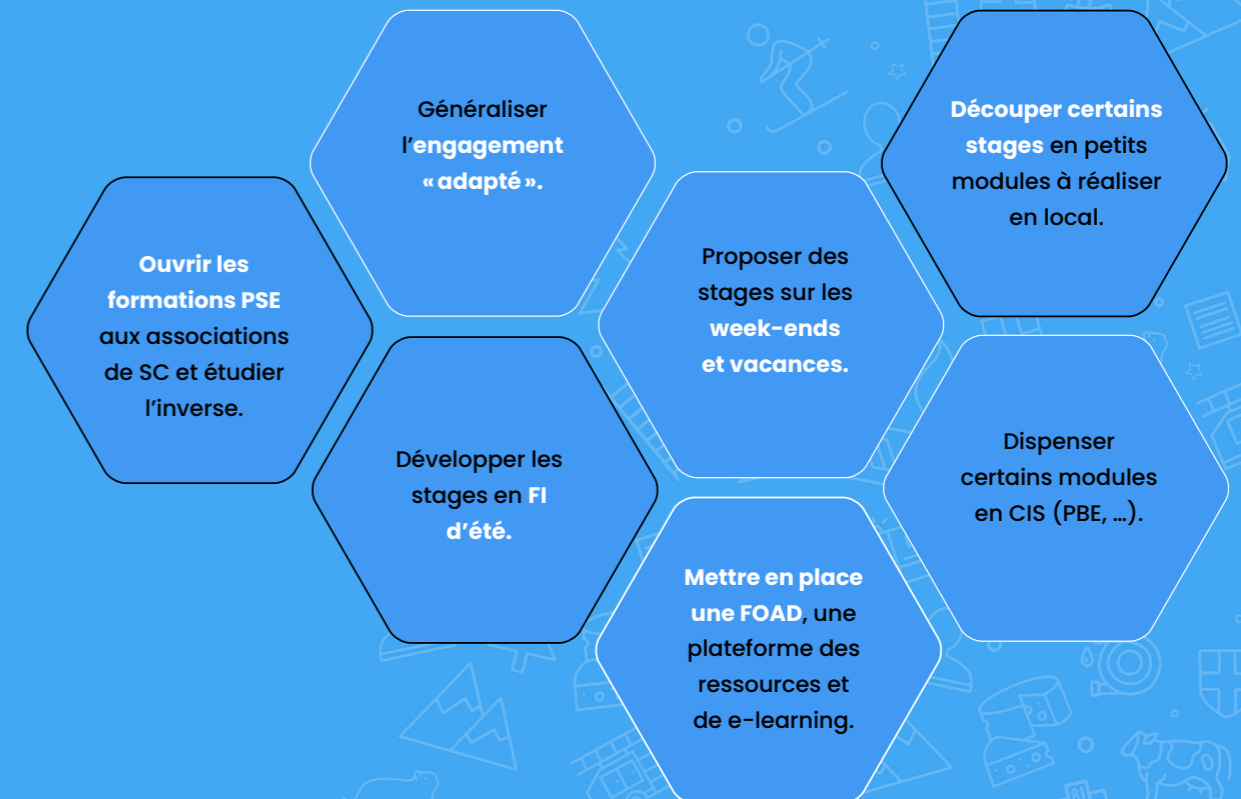 Généraliser
l’engagement
« adapté ».
Découper certains
stages en petits
modules à réaliser
en local.
Ouvrir les
formations PSE
aux associations
de SC et étudier
l’inverse.
Proposer des
stages sur les
week-ends
et vacances.
Développer les
stages en FI
d’été.
Dispenser
certains modules
en CIS (PBE, …).
Mettre en place
une FOAD, une
plateforme des
ressources et
de e-learning.
81